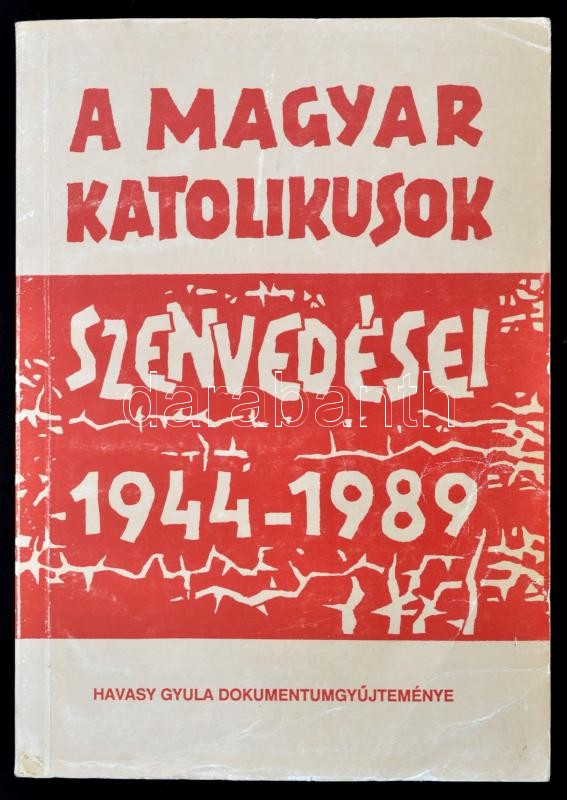 A MAGYAR
KATOLIKUSOK
SZENVEDÉSEI
darabanth
1944-1989
HAVASY GYULA DOKUMENTUMGYŰJTEMÉNYE